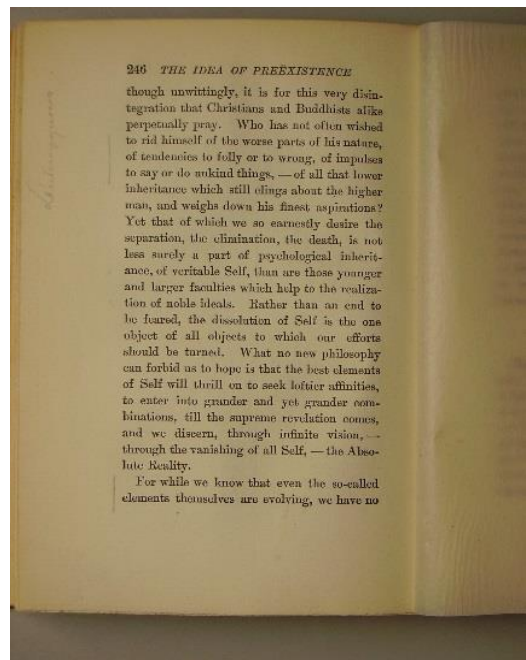 246 THE IDEA OF PREËXISTENCE
though unwittingly, it is for this very disin-
tegration that Christians and Buddhists alike
perpetually pray. Who has not often wished
to rid himself of the worse parts of his nature,
of tendencies to folly or to wrong, of impulses
to say or do unkind things, — of all that lower
inheritance which still clings about the higher
man, and weighs down his finest aspirations?
Yet that of which we so earnestly desire the
separation, the elimination, the death, is not
less surely a part of psychological inherit-
ance, of veritable Self, than are those younger
and larger faculties which help to the realiza-
tion of noble ideals. Rather than an end to
be feared, the dissolution of Self is the one
object of all objects to which our efforts
should be turned. What no new philosophy
can forbid us to hope is that the best elements
of Self will thrill on to seek loftier affinities,
to enter into grander and yet grander com-
binations, till the supreme revelation comes,
and we discern, through infinite vision, —
through the vanishing of all Self, — the Abso-
lute Reality.
For while we know that even the so-called
elements themselves are evolving, we have no